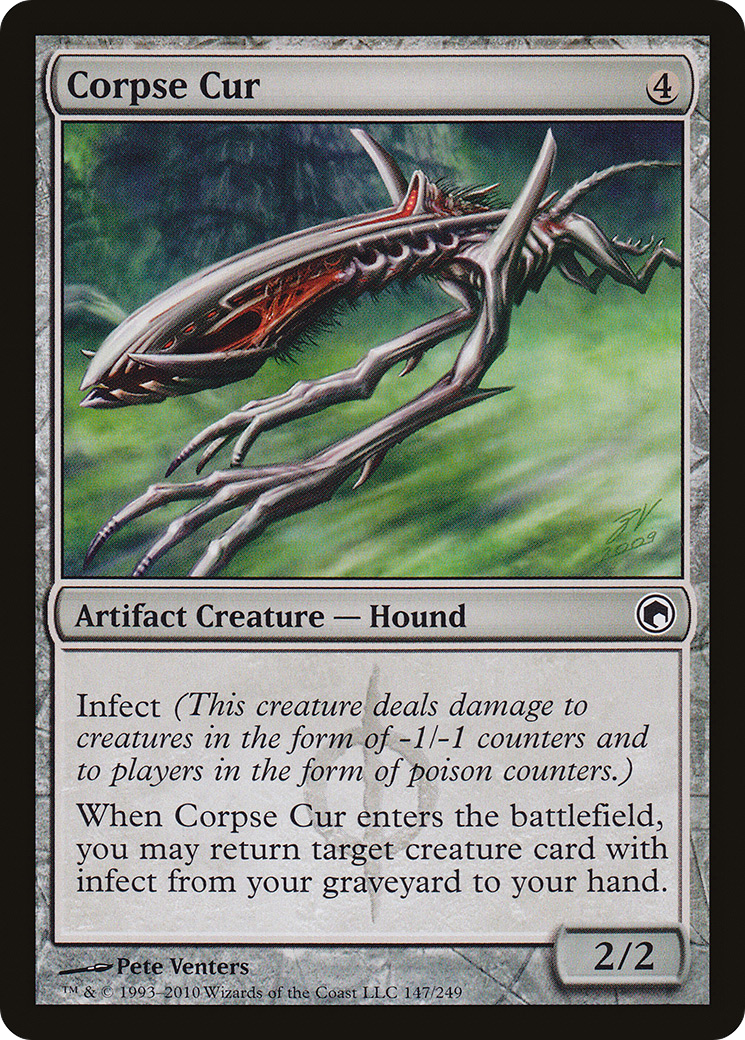 Corpse Cur 4
PV
2009
Artifact Creature — Hound
Infect (This creature deals damage to
creatures in the form of -1/-1 counters and
to players in the form of poison counters.)
When Corpse Cur enters the battlefield,
you may return target creature card with
infect from your graveyard to your hand.
2/2
Pete Venters
™ & © 1993–2010 Wizards of the Coast LLC 147/249